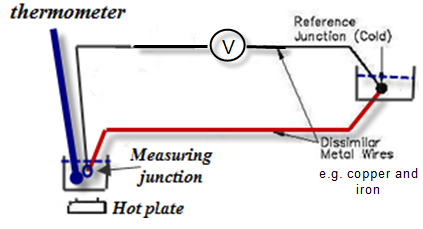 thermometer
V
Reference
Junction (Cold)
Measuring
junction
Hot plate
Dissimilar
Metal Wires
e.g. copper and
iron